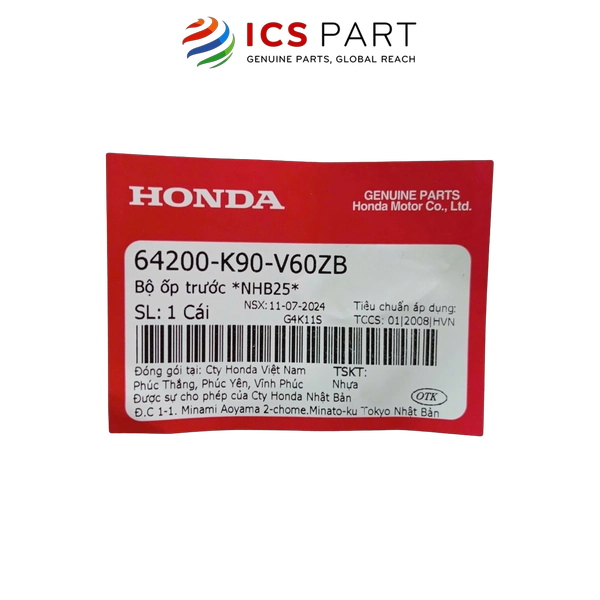 ICS PART
GENUINE PARTS, GLOBAL REACH
HONDA
GENUINE PARTS
Honda Motor Co., Ltd.
64200-K90-V60ZB
Bộ ốp trước *NHB25*
NSX: 11-07-2024
Tiêu chuẩn áp dụng:
SL: 1 Cái
G4K11S
TCCS: 01|2008|HVN
Đóng gói tại: Cty Honda Việt Nam
TSKT:
Phúc Thắng, Phúc Yên, Vĩnh Phúc
Nhựa
Được sự cho phép của Cty Honda Nhật Bản
OTK
Đ.C 1-1. Minami Aoyama 2-chome.Minato-ku Tokyo Nhật Bản